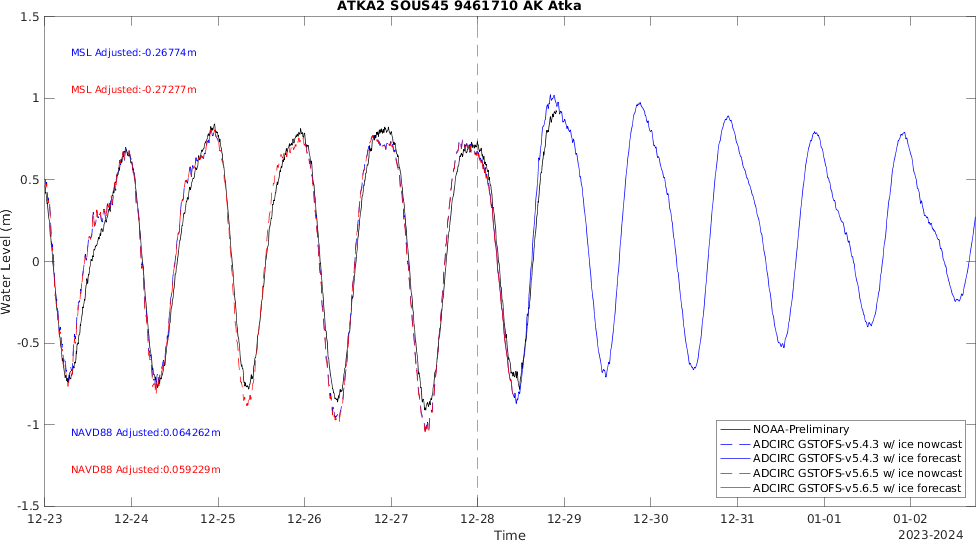 ATKA2 SOUS45 9461710 AK Atka
1.5
1
0.5
0
-0.5
-1
-1.5
Water Level (m)
MSL Adjusted:-0.26774m
MSL Adjusted:-0.27277m
NAVD88 Adjusted:0.064262m
NAVD88 Adjusted:0.059229m
NOAA-Preliminary
ADCIRC GSTOFS-v5.4.3 w/ ice nowcast
ADCIRC GSTOFS-v5.4.3 w/ ice forecast
ADCIRC GSTOFS-v5.6.5 w/ ice nowcast
ADCIRC GSTOFS-v5.6.5 w/ ice forecast
12-23 12-24 12-25 12-26 12-27 12-28 12-29 12-30 12-31 01-01 01-02
Time
2023-2024